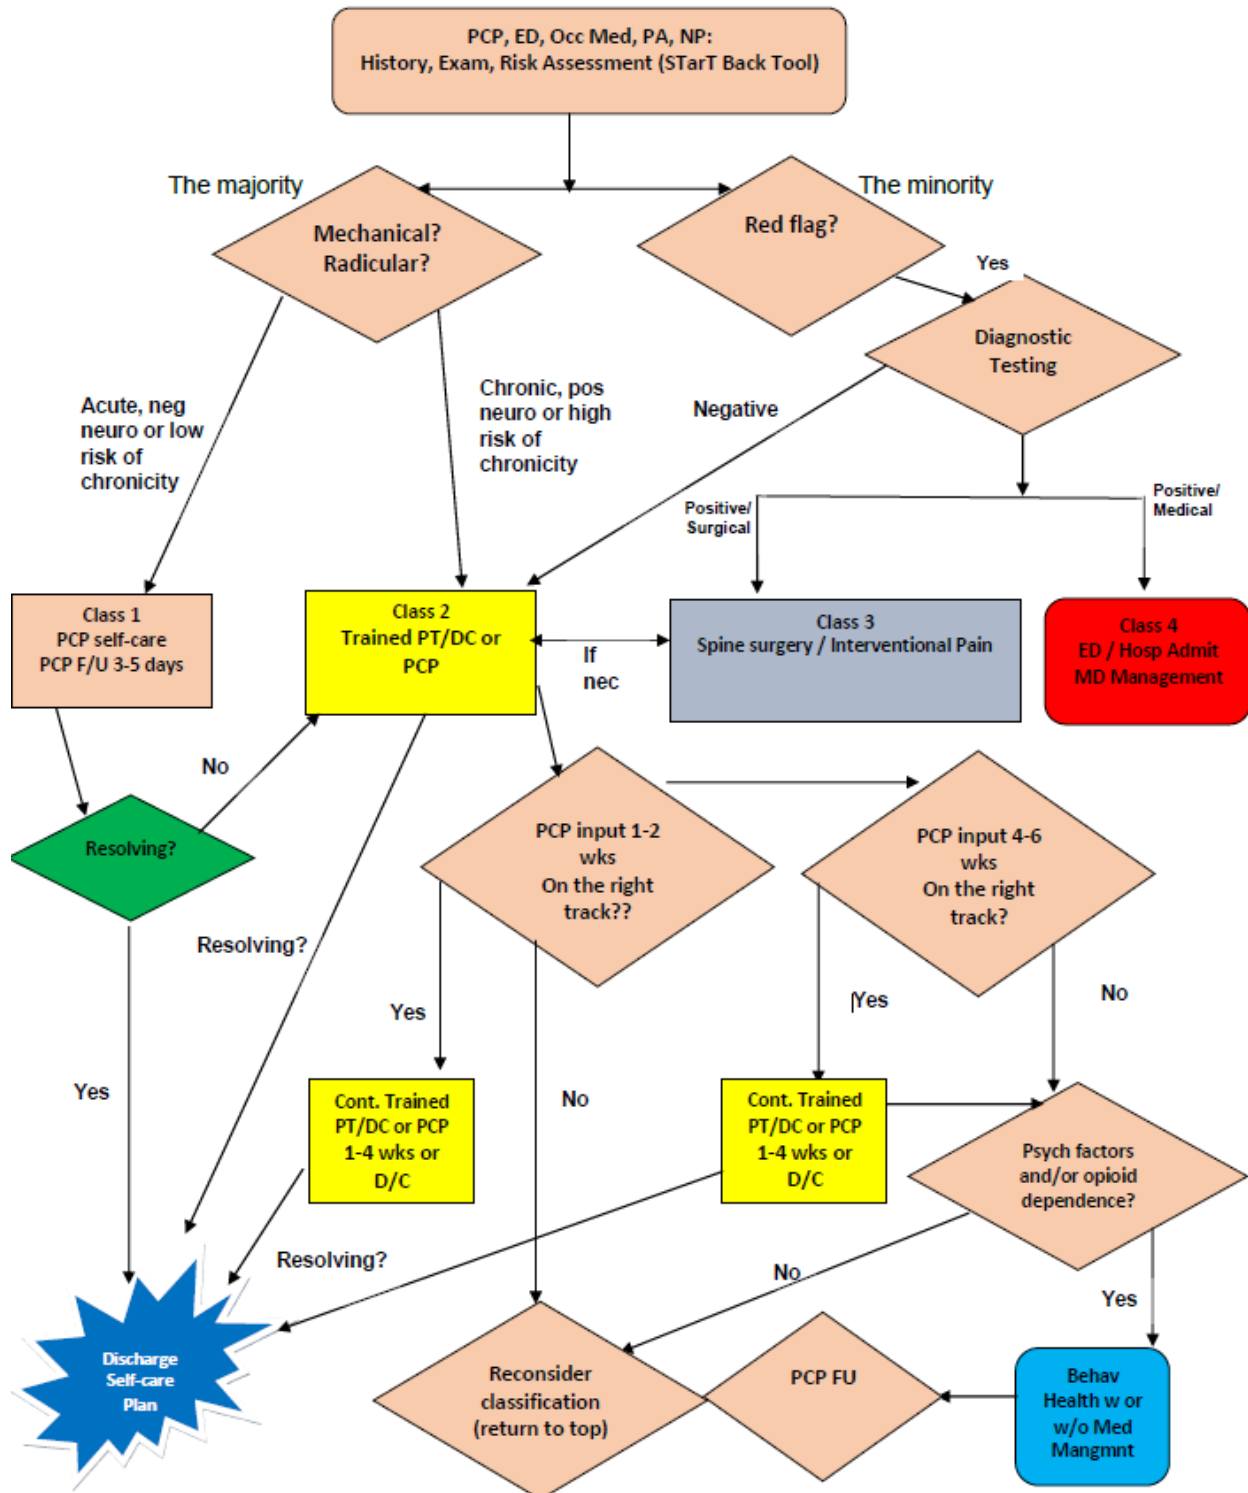 PCP, ED, Occ Med, PA, NP:
History, Exam, Risk Assessment (STarT Back Tool)
The majority
The minority
Mechanical?
Radicular?
Red flag?
Yes
Diagnostic
Testing
Acute, neg
neuro or low
risk of
chronicity
Chronic, pos
neuro or high
risk of
chronicity
Negative
Positive/
Surgical
Positive/
Medical
Class 1
PCP self-care
PCP F/U 3-5 days
Class 2
Trained PT/DC or
PCP
If
nec
Class 3
Spine surgery / Interventional Pain
Class 4
ED / Hosp Admit
MD Management
No
Resolving?
PCP input 1-2
wks
On the right
track??
PCP input 4-6
wks
On the right
track?
Resolving?
Yes
Yes
No
Yes
No
Cont. Trained
PT/DC or PCP
1-4 wks or
D/C
Cont. Trained
PT/DC or PCP
1-4 wks or
D/C
Psych factors
and/or opioid
dependence?
Resolving?
No
Yes
Discharge
Self-care
Plan
Reconsider
classification
(return to top)
PCP FU
Behav
Health w or
w/o Med
Mangmnt